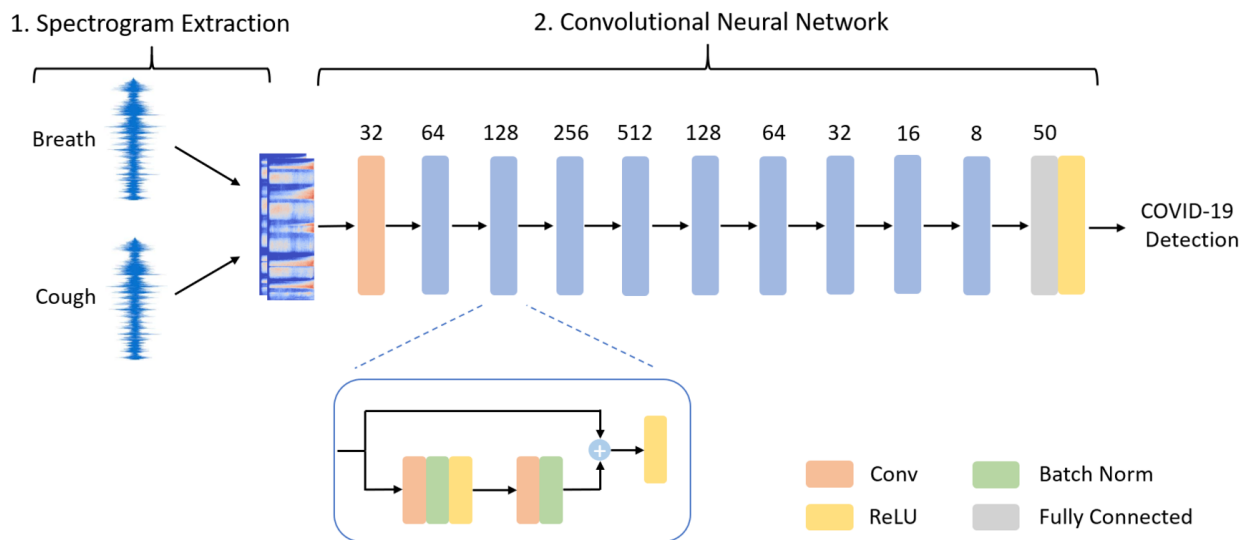 1. Spectrogram Extraction
2. Convolutional Neural Network
Breath
Cough
32 64 128 256 512 128 64 32 16 8 50
COVID-19
Detection
Conv
Batch Norm
ReLU
Fully Connected